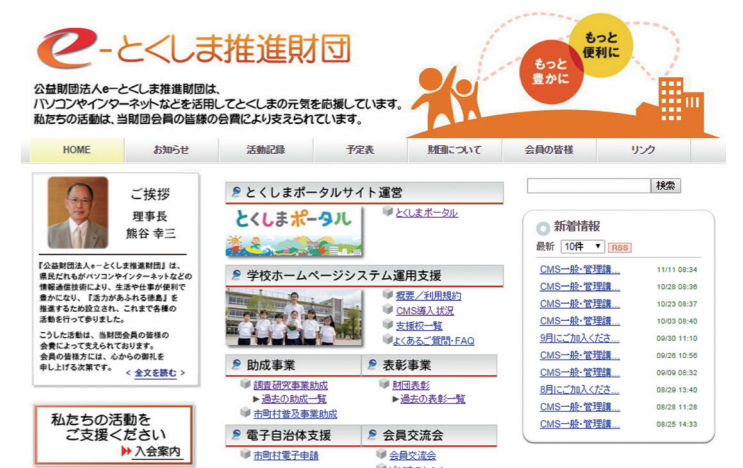 e-とくしま推進財団
もっと
便利に
もっと
豊かに
公益財団法人e-とくしま推進財団は、
パソコンやインターネットなどを活用してとくしまの元気を応援しています。
私たちの活動は、当財団会員の皆様の会費により支えられています。
HOME お知らせ 活動記録 予定表 財団について 会員の皆様 リンク
ご挨拶
理事長
熊谷 幸三
『公益財団法人e-とくしま推進財団』は、
県民だれもがパソコンやインターネットなどの
情報通信技術により、生活や仕事が便利で
豊かになり、『活力があふれる徳島』を
推進するため設立され、これまで各種の
活動を行って参りました。
こうした活動は、当財団の会員の皆様の
会費によって支えられております。
会員の皆様方には、心からの御礼を
申し上げる次第です。 <全文を読む>
私たちの活動を
ご支援ください
入会案内
とくしまポータルサイト運営
とくしまポータル
とくしまポータル
学校ホームページシステム運用支援
概要/利用規約
CMS導入状況
支援校一覧
よくあるご質問・FAQ
助成事業
調査研究事業助成
▶過去の助成一覧
市町村普及事業助成
表彰事業
財団表彰
▶過去の表彰一覧
電子自治体支援
市町村電子申請
会員交流会
会員交流会
検索
新着情報
最新 10件 ▼ RSS
CMS一般・管理講... 11/11 08:34
CMS一般・管理講... 10/28 08:36
CMS一般・管理講... 10/23 08:37
CMS一般・管理講... 10/03 09:40
9月にご加入くださ... 09/30 11:10
CMS一般・管理講... 09/26 10:56
CMS一般・管理講... 09/09 08:32
8月にご加入くださ... 08/29 13:40
CMS一般・管理講... 08/28 11:28
CMS一般・管理講... 08/25 14:33